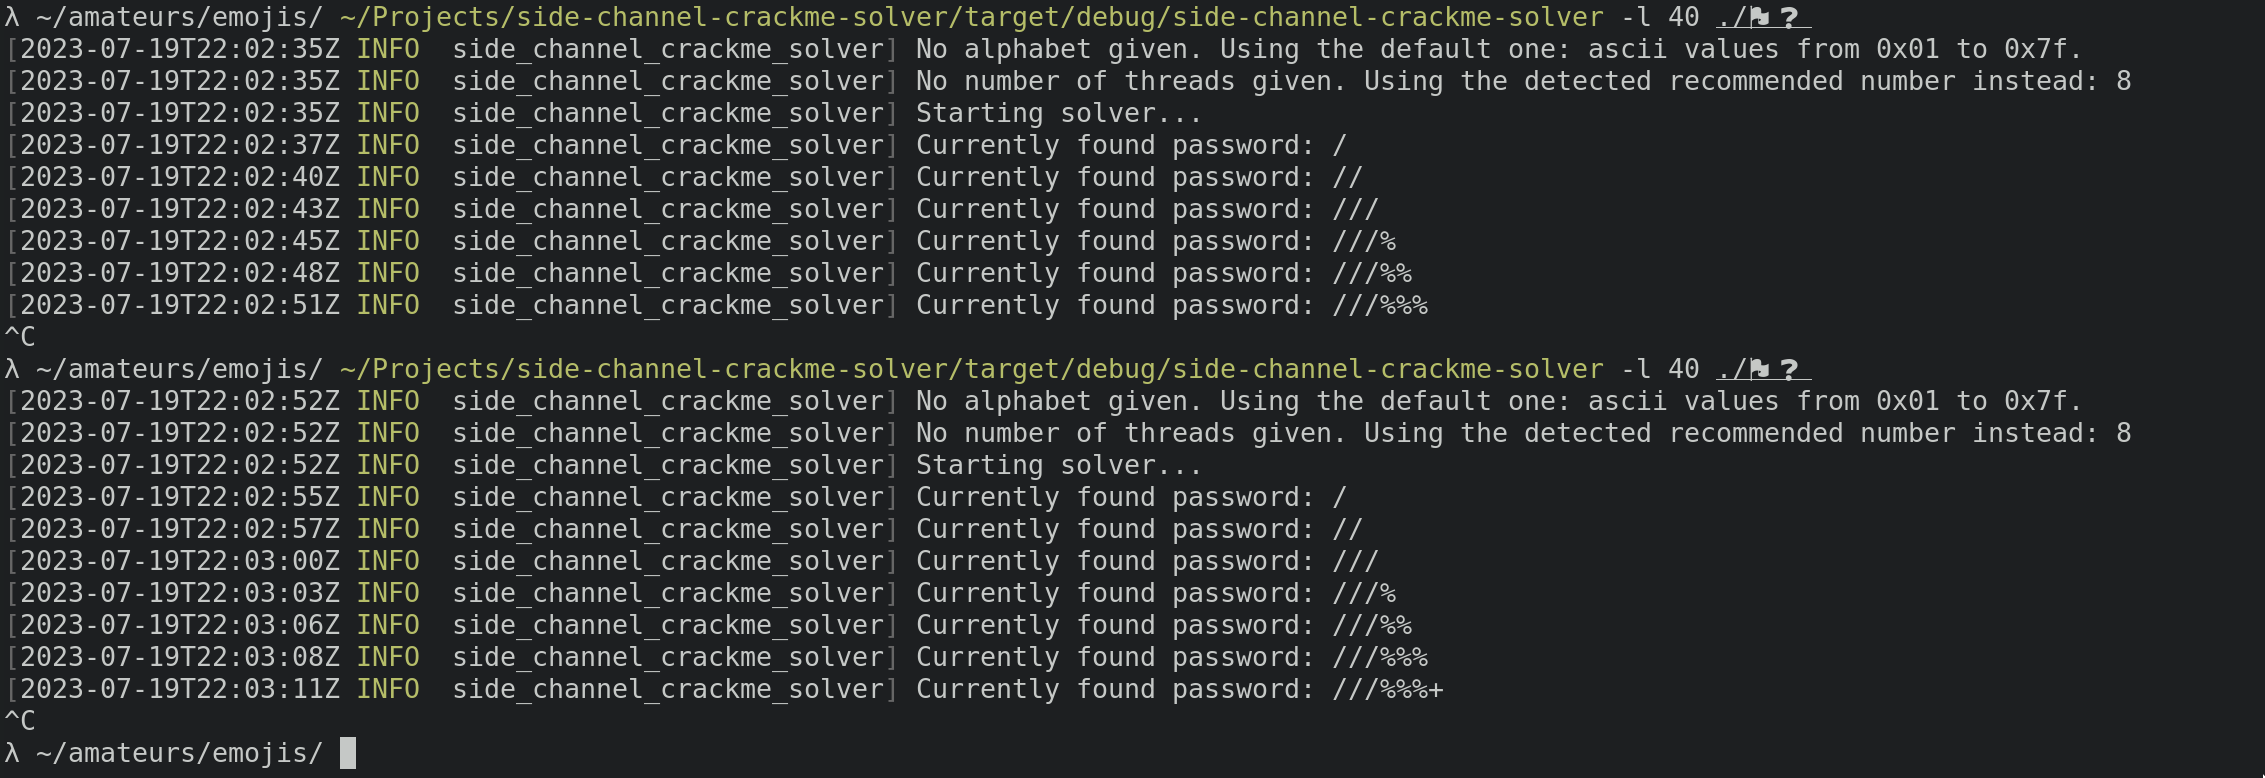 λ ~/amateurs/emojis/ ~/Projects/side-channel-crackme-solver/target/debug/side-channel-crackme-solver -l 40 ./⚑❓
[2023-07-19T22:02:35Z INFO  side_channel_crackme_solver] No alphabet given. Using the default one: ascii values from 0x01 to 0x7f.
[2023-07-19T22:02:35Z INFO  side_channel_crackme_solver] No number of threads given. Using the detected recommended number instead: 8
[2023-07-19T22:02:35Z INFO  side_channel_crackme_solver] Starting solver...
[2023-07-19T22:02:37Z INFO  side_channel_crackme_solver] Currently found password: /
[2023-07-19T22:02:40Z INFO  side_channel_crackme_solver] Currently found password: //
[2023-07-19T22:02:43Z INFO  side_channel_crackme_solver] Currently found password: ///
[2023-07-19T22:02:45Z INFO  side_channel_crackme_solver] Currently found password: ///%
[2023-07-19T22:02:48Z INFO  side_channel_crackme_solver] Currently found password: ///%%
[2023-07-19T22:02:51Z INFO  side_channel_crackme_solver] Currently found password: ///%%%
^C
λ ~/amateurs/emojis/ ~/Projects/side-channel-crackme-solver/target/debug/side-channel-crackme-solver -l 40 ./⚑❓
[2023-07-19T22:02:52Z INFO  side_channel_crackme_solver] No alphabet given. Using the default one: ascii values from 0x01 to 0x7f.
[2023-07-19T22:02:52Z INFO  side_channel_crackme_solver] No number of threads given. Using the detected recommended number instead: 8
[2023-07-19T22:02:52Z INFO  side_channel_crackme_solver] Starting solver...
[2023-07-19T22:02:55Z INFO  side_channel_crackme_solver] Currently found password: /
[2023-07-19T22:02:57Z INFO  side_channel_crackme_solver] Currently found password: //
[2023-07-19T22:03:00Z INFO  side_channel_crackme_solver] Currently found password: ///
[2023-07-19T22:03:03Z INFO  side_channel_crackme_solver] Currently found password: ///%
[2023-07-19T22:03:06Z INFO  side_channel_crackme_solver] Currently found password: ///%%
[2023-07-19T22:03:08Z INFO  side_channel_crackme_solver] Currently found password: ///%%%
[2023-07-19T22:03:11Z INFO  side_channel_crackme_solver] Currently found password: ///%%%+
^C
λ ~/amateurs/emojis/